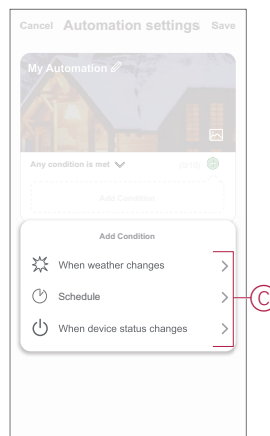 Cancel Automation settings Save
My Automation
Any condition is met (0/10)
Add Condition
Add Condition
When weather changes
Schedule
When device status changes
C